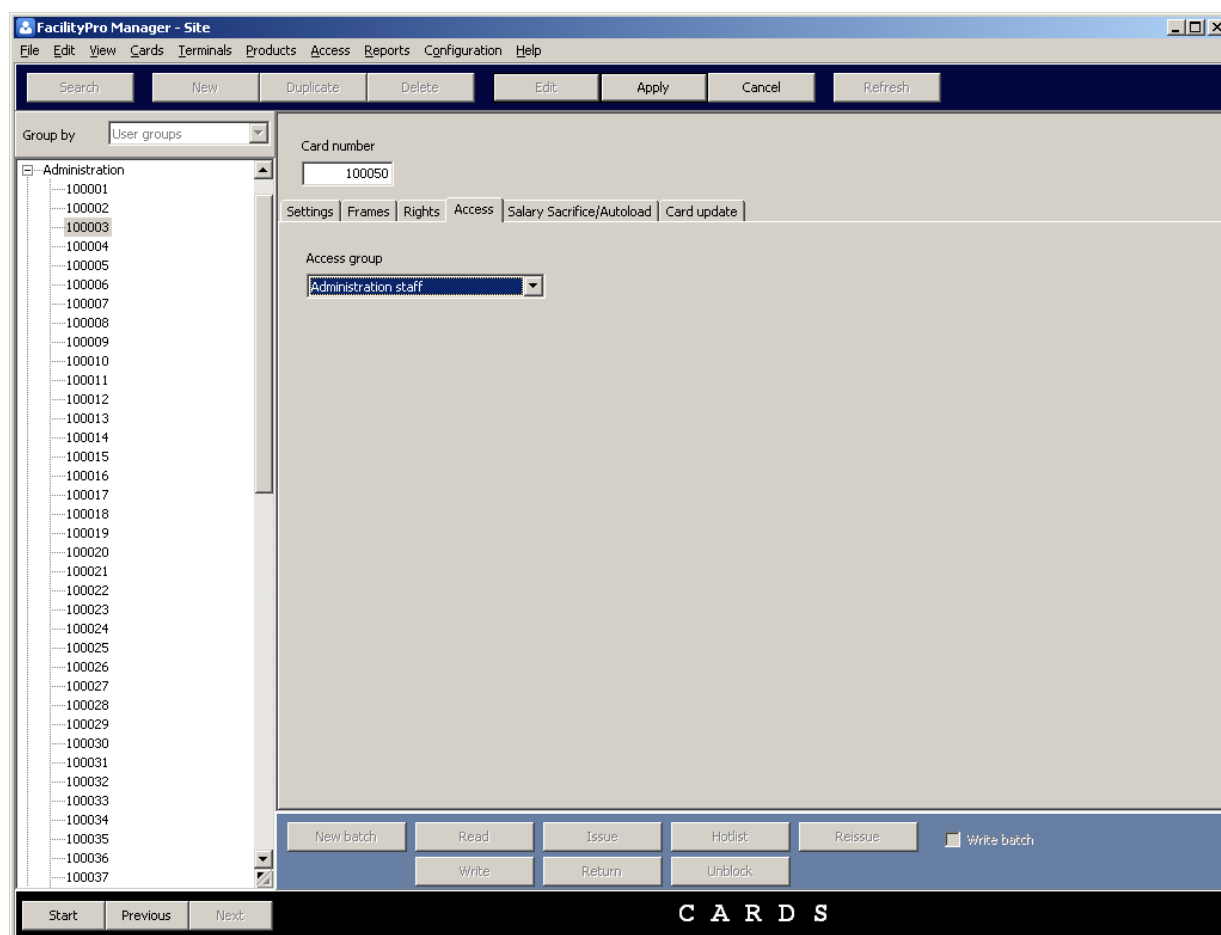 FacilityPro Manager - Site
File Edit View Cards Terminals Products Access Reports Configuration Help
Search New Duplicate Delete Edit Apply Cancel Refresh
Group by User groups
Card number
100050
Settings Frames Rights Access Salary Sacrifice/Autoload Card update
Access group
Administration staff
Administration
100001
100002
100003
100004
100005
100006
100007
100008
100009
100010
100011
100012
100013
100014
100015
100016
100017
100018
100019
100020
100021
100022
100023
100024
100025
100026
100027
100028
100029
100030
100031
100032
100033
100034
100035
100036
100037
New batch Read Issue Hotlist Reissue Write batch
Write Return Unblock
Start Previous Next
CARDS